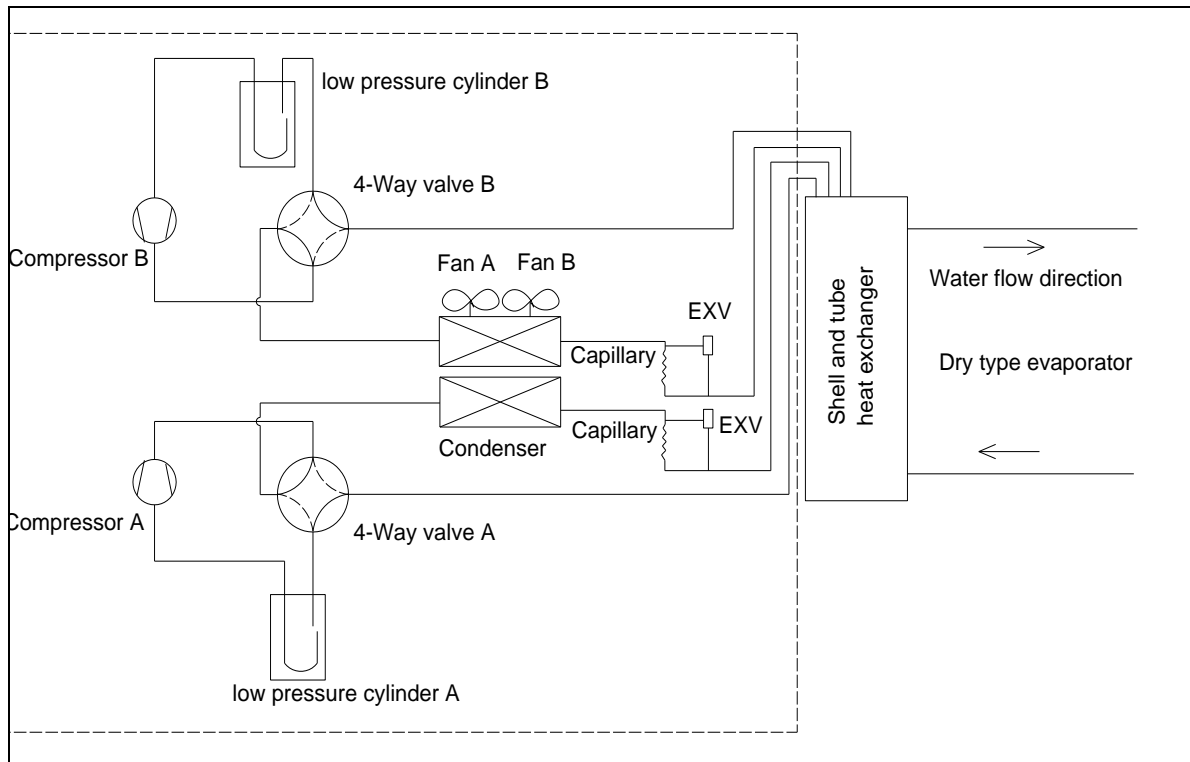 low pressure cylinder B
4-Way valve B
Compressor B
Fan A
Fan B
EXV
Capillary
Water flow direction
Shell and tube
heat exchanger
Dry type evaporator
Capillary
EXV
Condenser
Compressor A
4-Way valve A
low pressure cylinder A